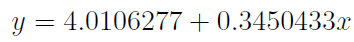 y = 4.0106277 + 0.3450433x